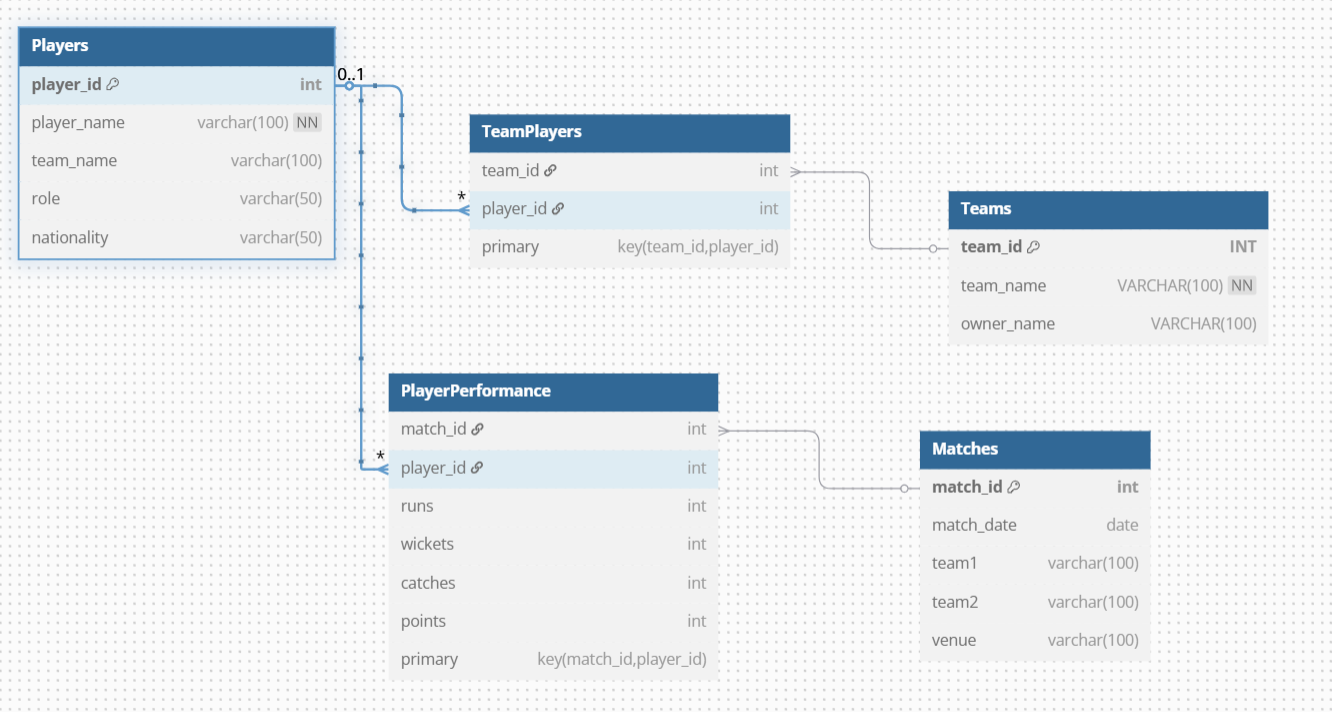 Players
player_id int
player_name varchar(100) NN
team_name varchar(100)
role varchar(50)
nationality varchar(50)
0..1
*
TeamPlayers
team_id int
player_id int
primary key(team_id,player_id)
Teams
team_id INT
team_name VARCHAR(100) NN
owner_name VARCHAR(100)
*
PlayerPerformance
match_id int
player_id int
runs int
wickets int
catches int
points int
primary key(match_id,player_id)
Matches
match_id int
match_date date
team1 varchar(100)
team2 varchar(100)
venue varchar(100)